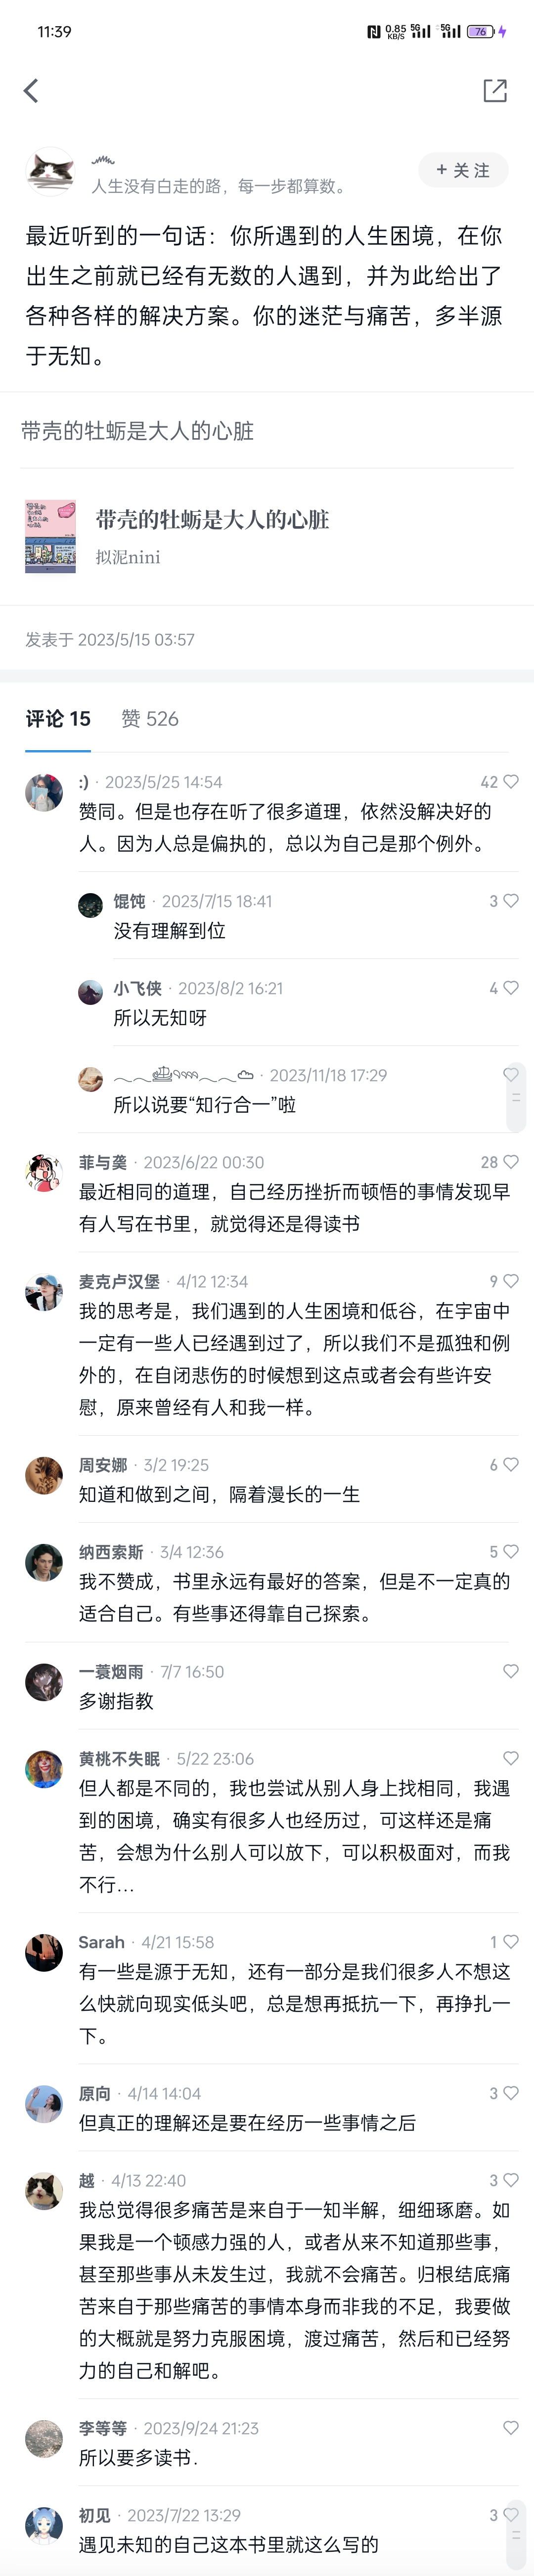 11:39
0.85 KB/S 5G 5G 76
人生没有白走的路，每一步都算数。
+ 关注
最近听到的一句话：你所遇到的人生困境，在你
出生之前就已经有无数的人遇到，并为此给出了
各种各样的解决方案。你的迷茫与痛苦，多半源
于无知。
带壳的牡蛎是大人的心脏
带壳的牡蛎是大人的心脏
拟泥nini
发表于 2023/5/15 03:57
评论 15 赞 526
:) · 2023/5/25 14:54 42
赞同。但是也存在听了很多道理，依然没解决好的
人。因为人总是偏执的，总以为自己是那个例外。
馄饨 · 2023/7/15 18:41 3
没有理解到位
小飞侠 · 2023/8/2 16:21 4
所以无知呀
· 2023/11/18 17:29
所以说要“知行合一”啦
菲与䶮 · 2023/6/22 00:30 28
最近相同的道理，自己经历挫折而顿悟的事情发现早
有人写在书里，就觉得还是得读书
麦克卢汉堡 · 4/12 12:34 9
我的思考是，我们遇到的人生困境和低谷，在宇宙中
一定有一些人已经遇到过了，所以我们不是孤独和例
外的，在自闭悲伤的时候想到这点或者会有些许安
慰，原来曾经有人和我一样。
周安娜 · 3/2 19:25 6
知道和做到之间，隔着漫长的一生
纳西索斯 · 3/4 12:36 5
我不赞成，书里永远有最好的答案，但是不一定真的
适合自己。有些事还得靠自己探索。
一蓑烟雨 · 7/7 16:50
多谢指教
黄桃不失眠 · 5/22 23:06
但人都是不同的，我也尝试从别人身上找相同，我遇
到的困境，确实有很多人也经历过，可这样还是痛
苦，会想为什么别人可以放下，可以积极面对，而我
不行...
Sarah · 4/21 15:58 1
有一些是源于无知，还有一部分是我们很多人不想这
么快就向现实低头吧，总是想再抵抗一下，再挣扎一
下。
原向 · 4/14 14:04 3
但真正的理解还是要在经历一些事情之后
越 · 4/13 22:40 3
我总觉得很多痛苦是来自于一知半解，细细琢磨。如
果我是一个顿感力强的人，或者从来不知道那些事，
甚至那些事从未发生过，我就不会痛苦。归根结底痛
苦来自于那些痛苦的事情本身而非我的不足，我要做
的大概就是努力克服困境，渡过痛苦，然后和已经努
力的自己和解吧。
李等等 · 2023/9/24 21:23
所以要多读书.
初见 · 2023/7/22 13:29 3
遇见未知的自己这本书里就这么写的